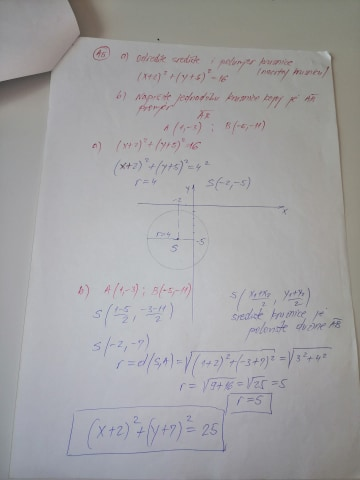 A5 a) Odredite središte i polumjer kružnice
(x+2)² + (y+5)² = 16 (nacrtaj kružnicu)
b) Napišite jednadžbu kružnice kojoj je AB
promjer
A(1,-3) ; B(-5,-11)
a) (x+2)² + (y+5)² = 16
(x+2)² + (y+5)² = 4²
r = 4 S(-2,-5)
y
-2
x
r=4
S
-5
b) A(1,-3) ; B(-5,-11)
S(1-5/2, -3-11/2)
S(x₁+x₂/2, y₁+y₂/2)
središte kružnice je
polovište dužine AB
S(-2,-7)
r = d(S,A) = √((1+2)² + (-3+7)²) = √(3²+4²)
r = √(9+16) = √25 = 5
r = 5
(x+2)² + (y+7)² = 25